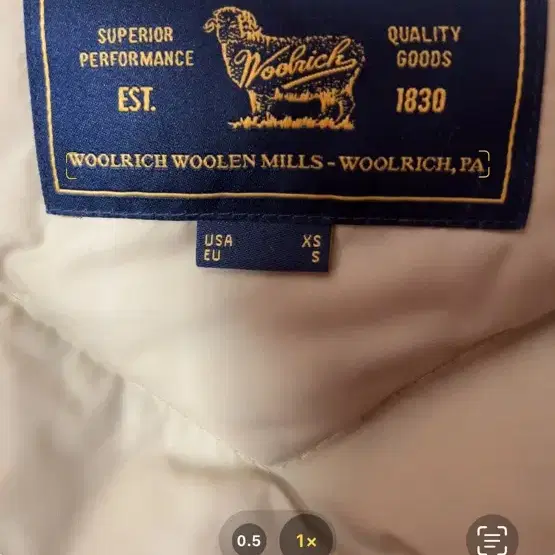 SUPERIOR
PERFORMANCE
EST.
Woolrich
QUALITY
GOODS
1830
WOOLRICH WOOLEN MILLS - WOOLRICH, PA
USA XS
EU S
0.5 1×